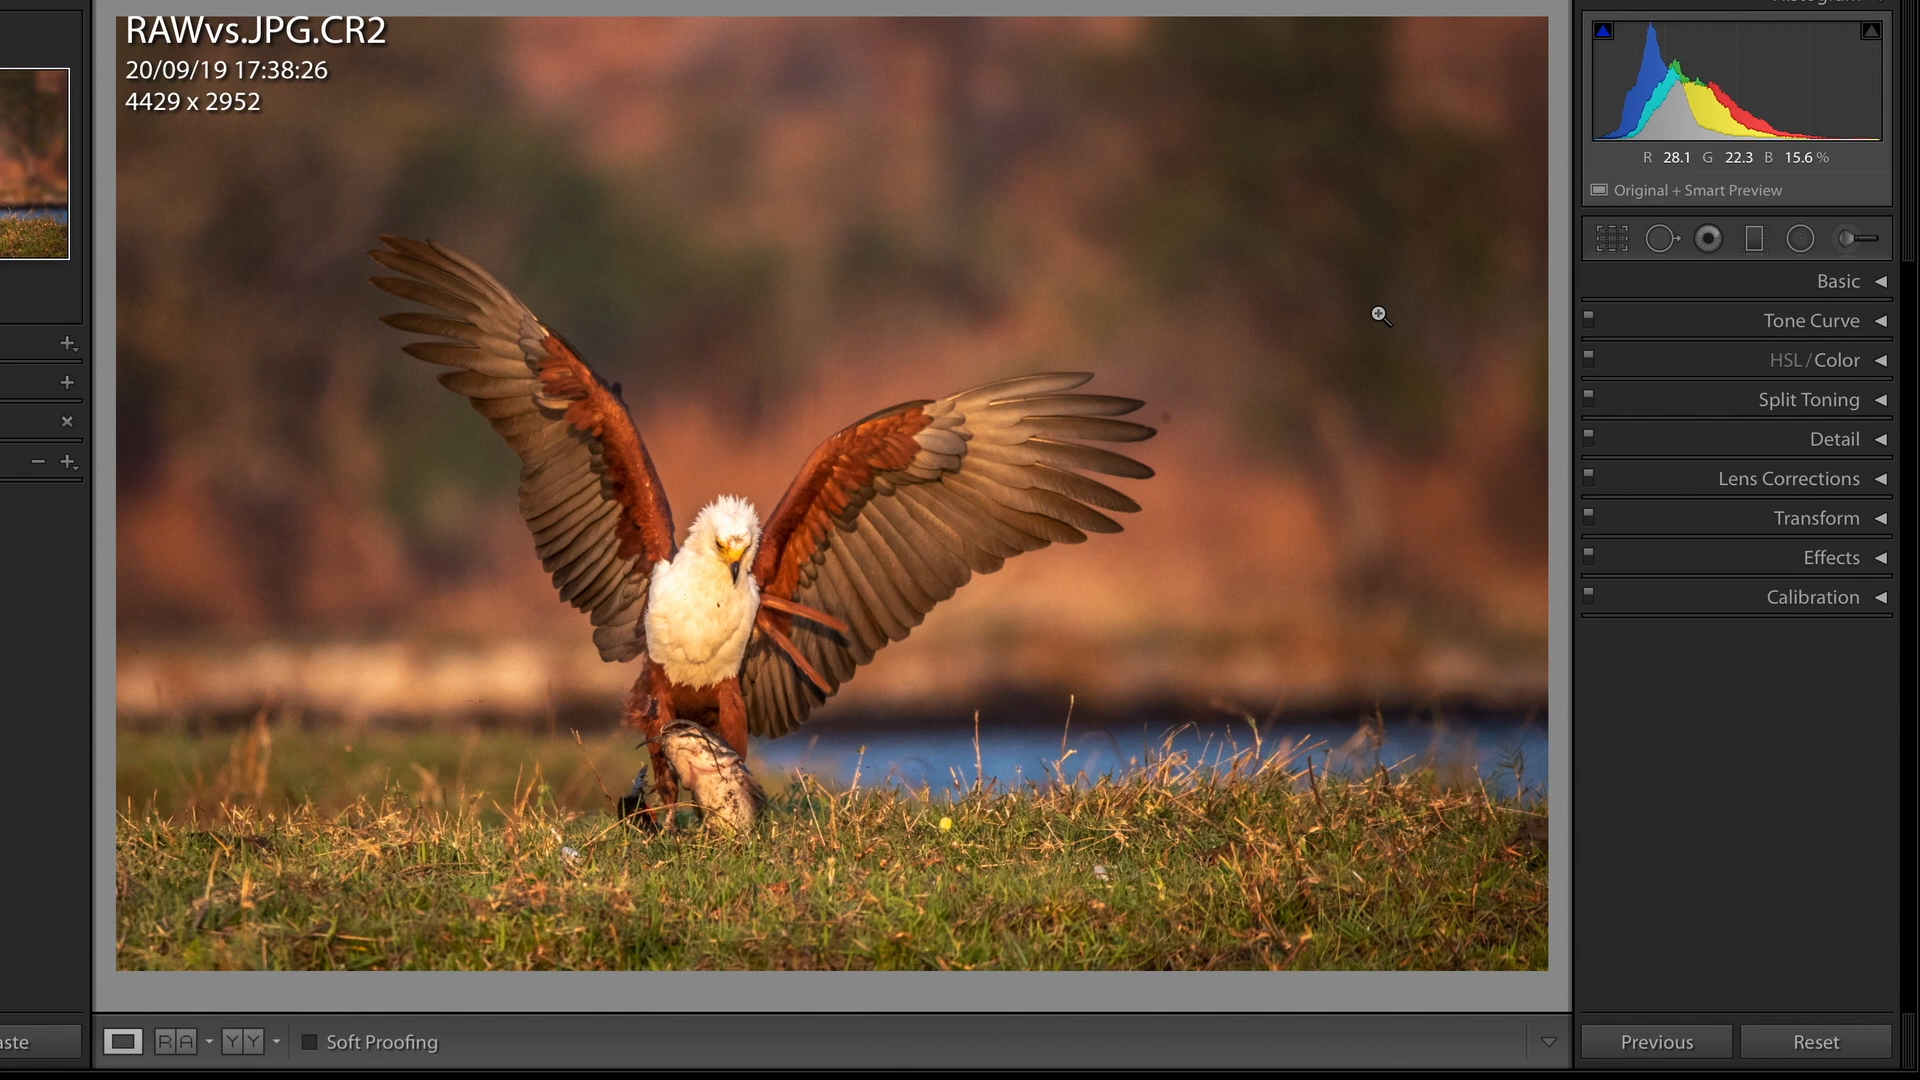 RAWvs.JPG.CR2
20/09/19 17:38:26
4429 x 2952
Histogram
R 28.1 G 22.3 B 15.6 %
Original + Smart Preview
Basic
Tone Curve
HSL / Color
Split Toning
Detail
Lens Corrections
Transform
Effects
Calibration
R A
Y Y
Soft Proofing
Previous
Reset